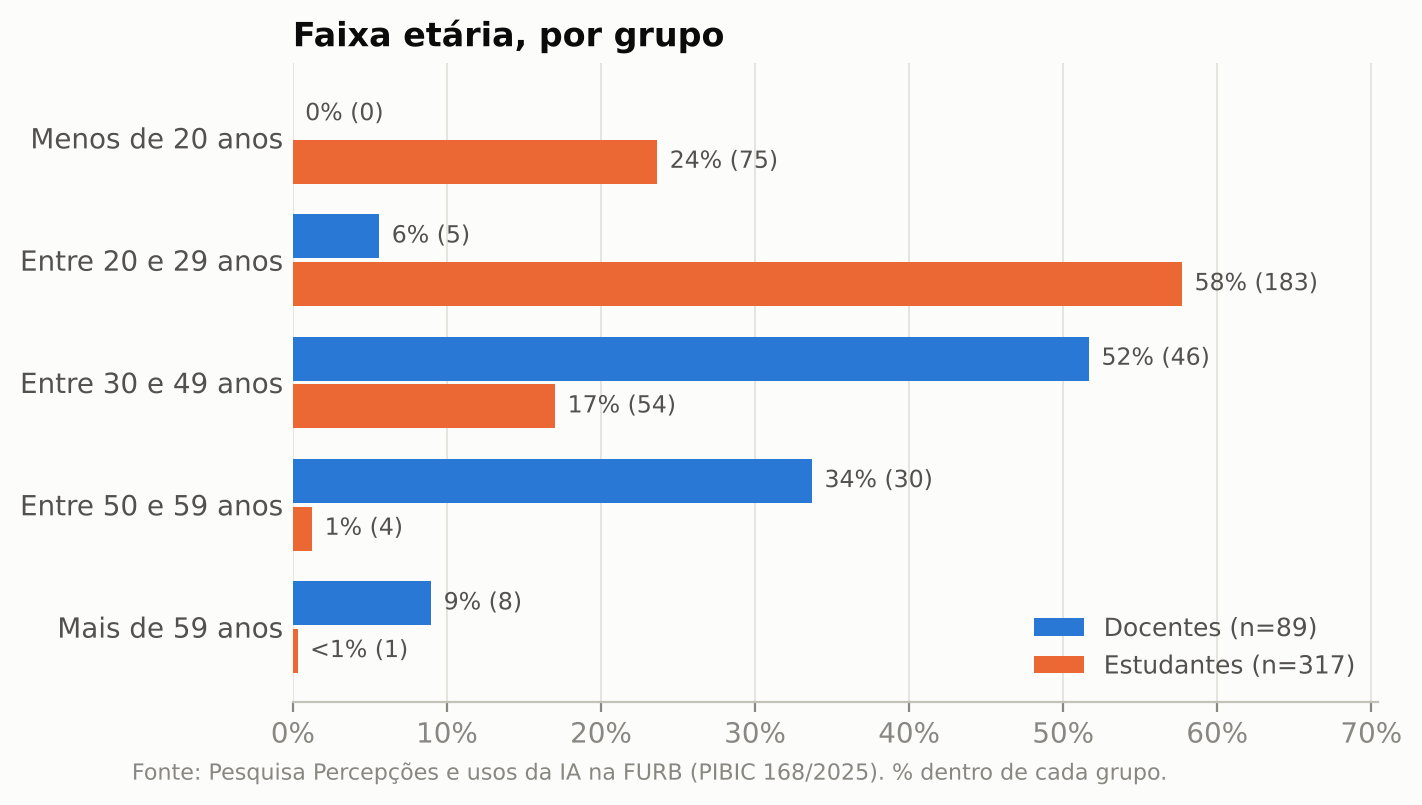 Faixa etária, por grupo
0% (0)
Menos de 20 anos
24% (75)
6% (5)
Entre 20 e 29 anos
58% (183)
52% (46)
Entre 30 e 49 anos
17% (54)
34% (30)
Entre 50 e 59 anos
1% (4)
9% (8)
Mais de 59 anos
<1% (1)
Docentes (n=89)
Estudantes (n=317)
0% 10% 20% 30% 40% 50% 60% 70%
Fonte: Pesquisa Percepções e usos da IA na FURB (PIBIC 168/2025). % dentro de cada grupo.